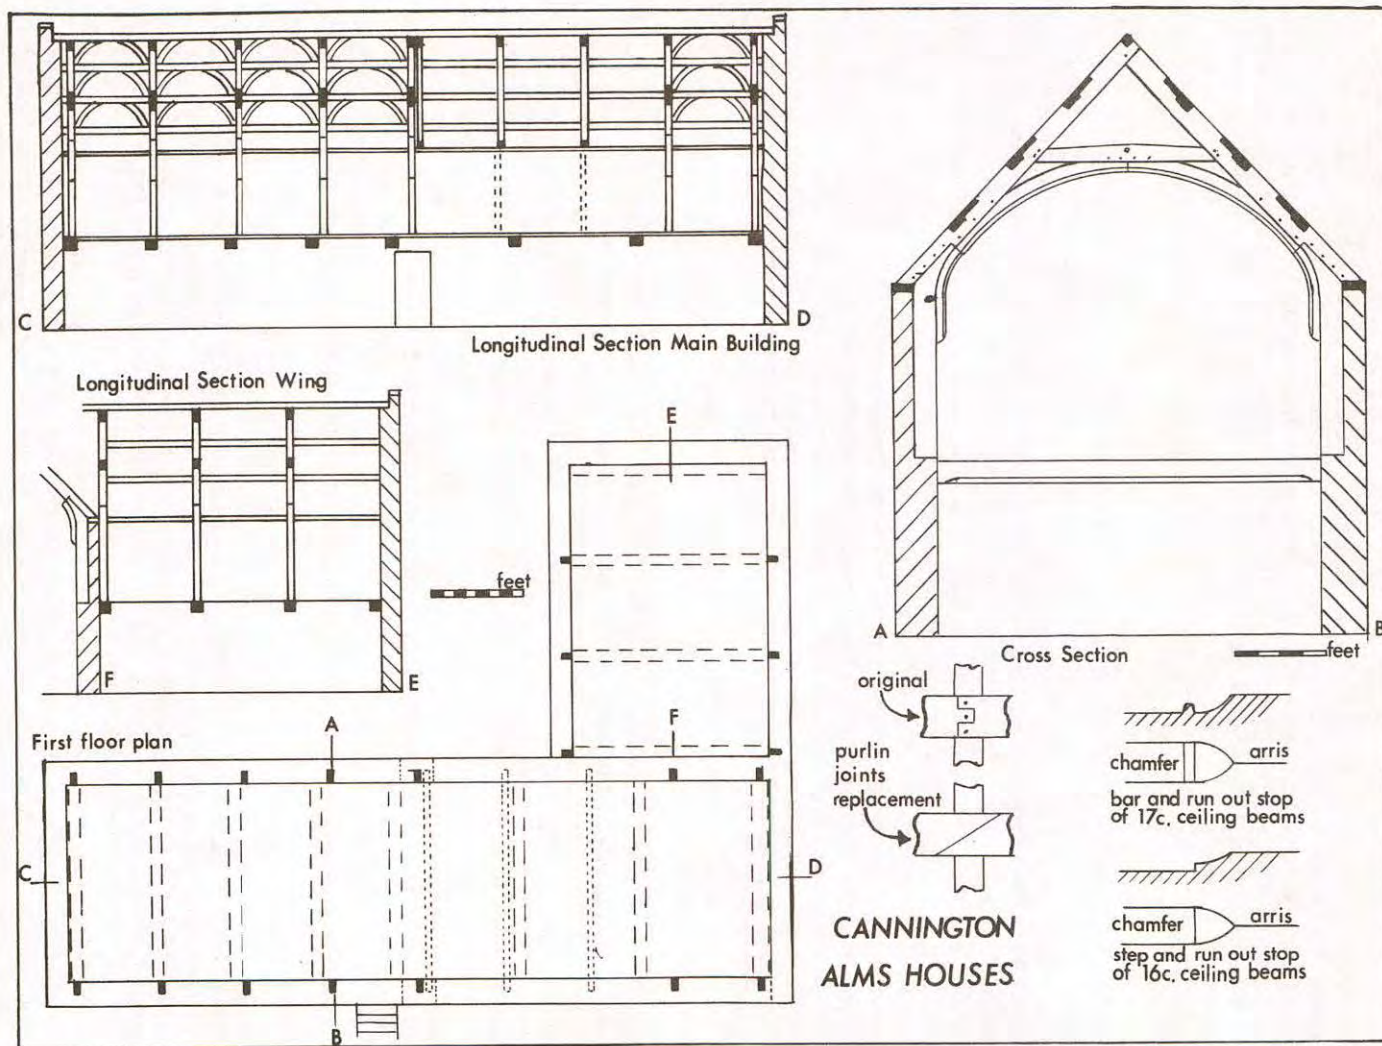 C
D
Longitudinal Section Main Building
Longitudinal Section Wing
F
E
feet
E
F
First floor plan
A
C
D
B
A
B
Cross Section
feet
original
purlin
joints
replacement
chamfer
arris
bar and run out stop
of 17c. ceiling beams
chamfer
arris
step and run out stop
of 16c. ceiling beams
CANNINGTON
ALMS HOUSES